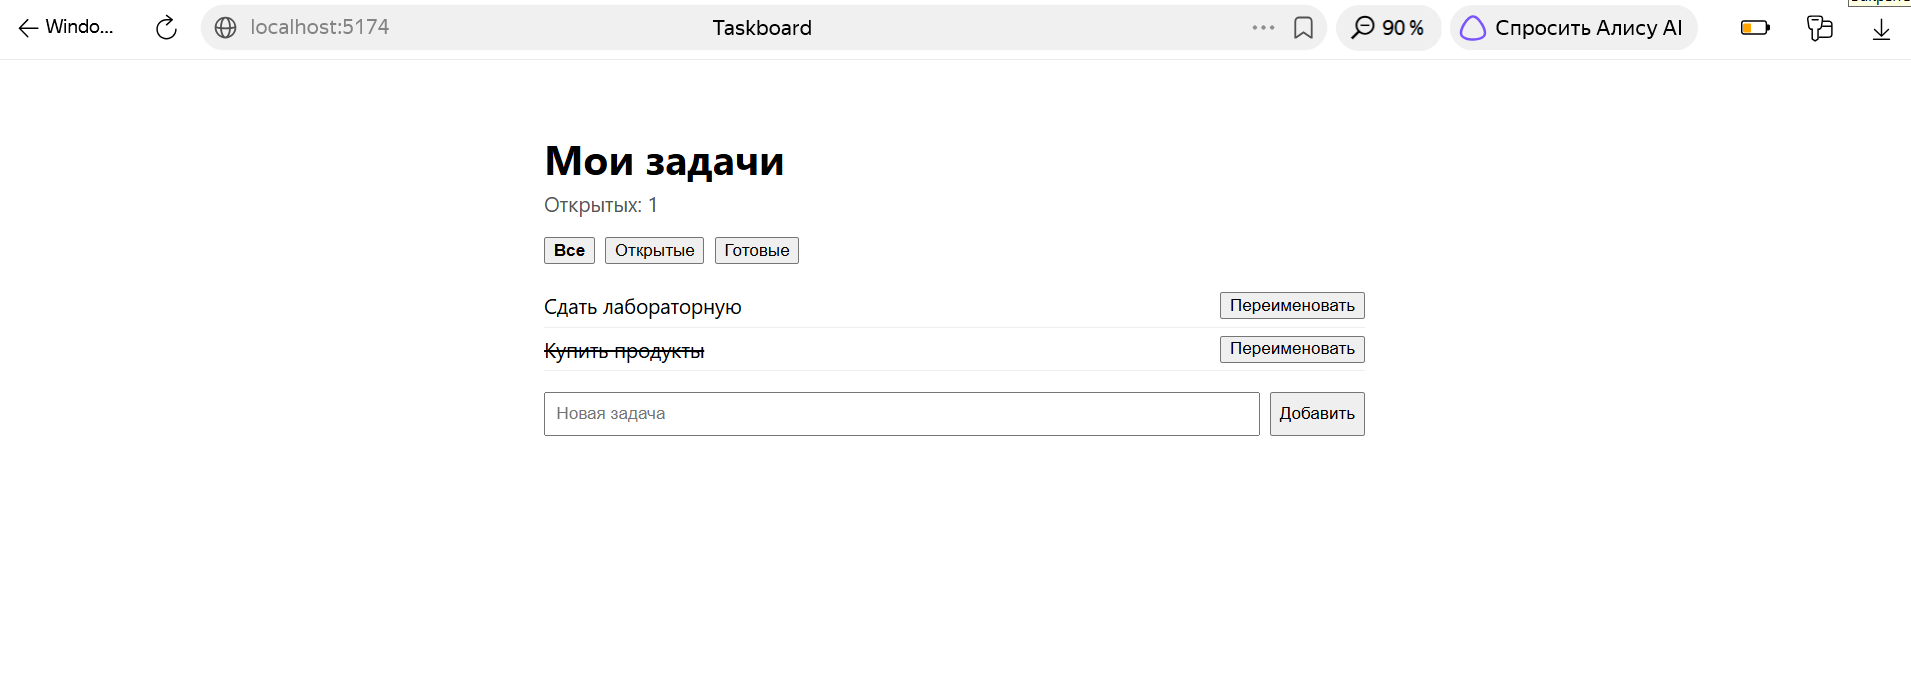 Windo... localhost:5174 Taskboard 90 % Спросить Алису AI
Мои задачи
Открытых: 1
Все Открытые Готовые
Сдать лабораторную Переименовать
Купить продукты Переименовать
Новая задача Добавить